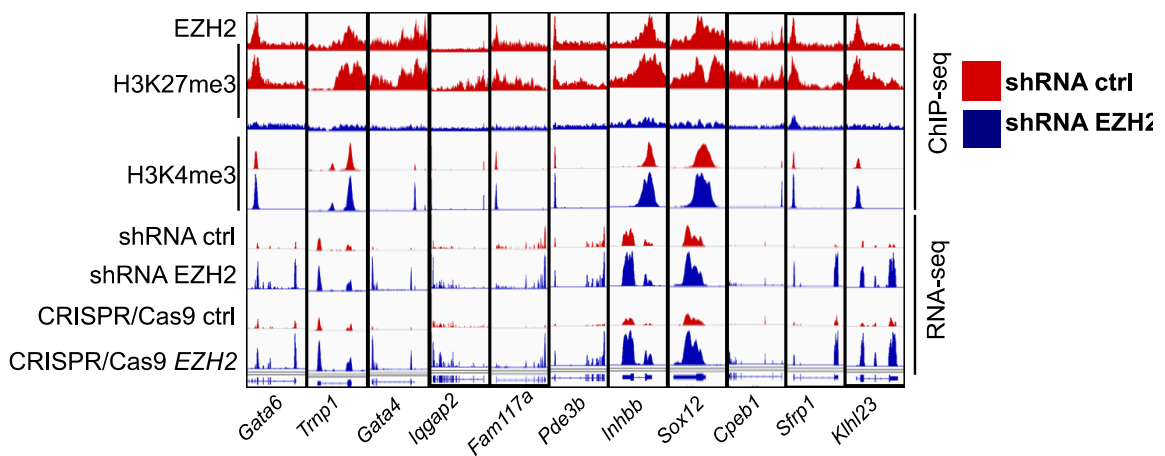 EZH2
H3K27me3
H3K4me3
shRNA ctrl
shRNA EZH2
CRISPR/Cas9 ctrl
CRISPR/Cas9 EZH2
ChIP-seq
RNA-seq
shRNA ctrl
shRNA EZH2
Gata6
Trnp1
Gata4
Iqgap2
Fam117a
Pde3b
Inhbb
Sox12
Cpeb1
Sfrp1
Klhl23